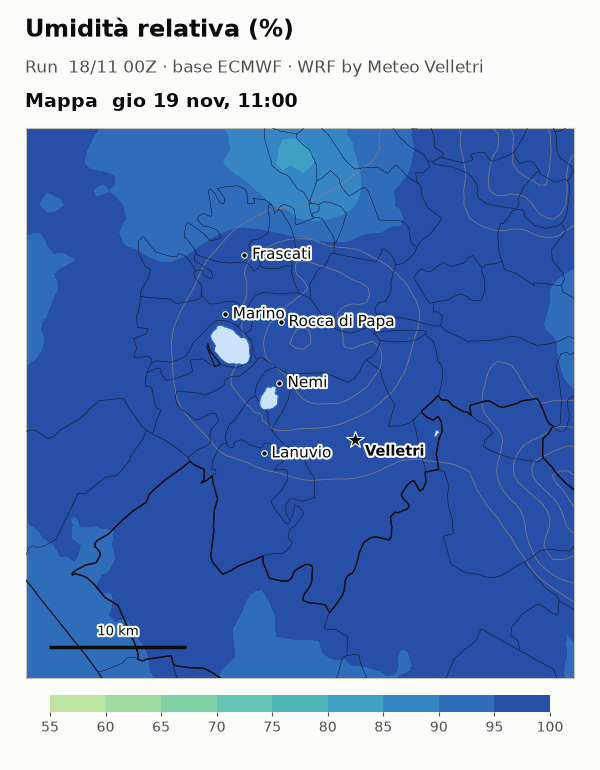 Umidità relativa (%)
Run  18/11 00Z · base ECMWF · WRF by Meteo Velletri
Mappa  gio 19 nov, 11:00
Frascati
Marino
Rocca di Papa
Nemi
Lanuvio
Velletri
10 km
55 60 65 70 75 80 85 90 95 100